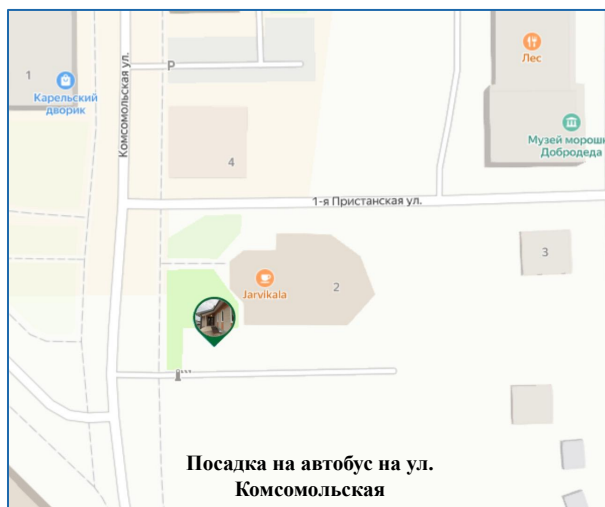 1
Карельский
дворик
Комсомольская ул.
P
4
Лес
Музей морошк
Добродеда
1-я Пристанская ул.
3
Jarvikala
2
Посадка на автобус на ул.
Комсомольская